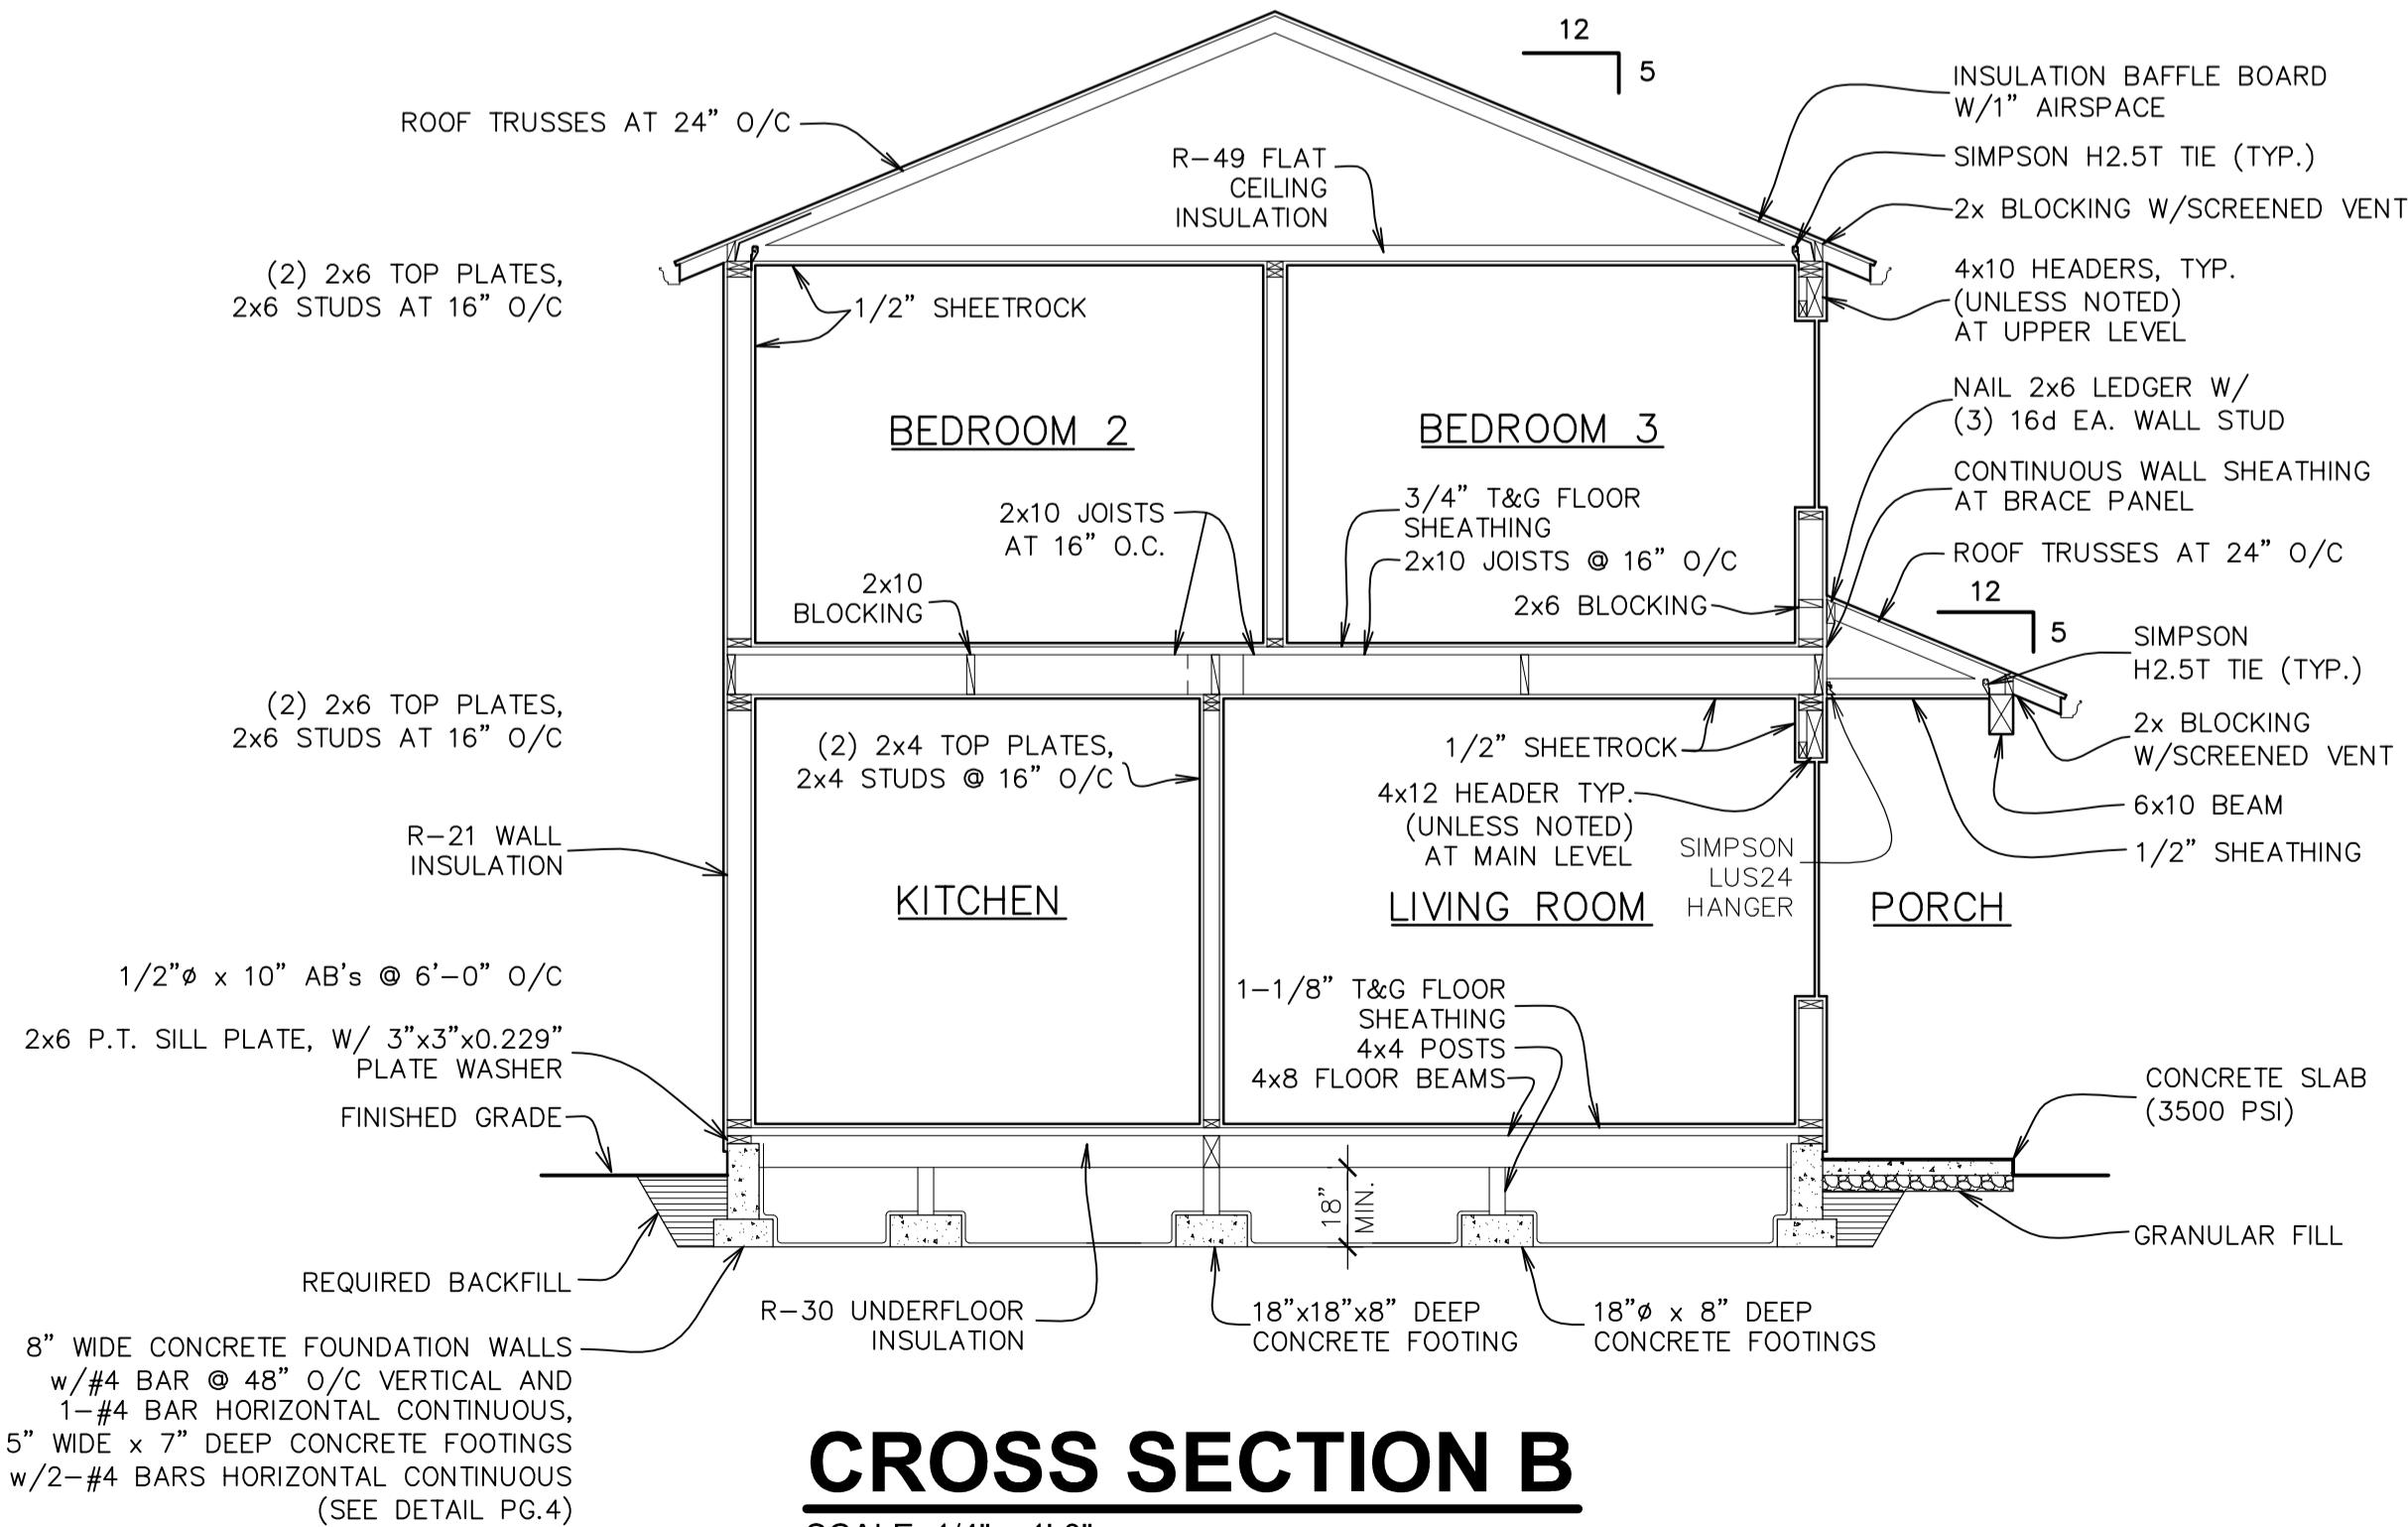 12
5
ROOF TRUSSES AT 24" O/C
R-49 FLAT
CEILING
INSULATION
INSULATION BAFFLE BOARD
W/1" AIRSPACE
SIMPSON H2.5T TIE (TYP.)
2x BLOCKING W/SCREENED VENT
(2) 2x6 TOP PLATES,
2x6 STUDS AT 16" O/C
1/2" SHEETROCK
4x10 HEADERS, TYP.
(UNLESS NOTED)
AT UPPER LEVEL
BEDROOM 2
BEDROOM 3
NAIL 2x6 LEDGER W/
(3) 16d EA. WALL STUD
CONTINUOUS WALL SHEATHING
AT BRACE PANEL
2x10 JOISTS
AT 16" O.C.
3/4" T&G FLOOR
SHEATHING
2x10 JOISTS @ 16" O/C
2x10
BLOCKING
2x6 BLOCKING
ROOF TRUSSES AT 24" O/C
12
5
SIMPSON
H2.5T TIE (TYP.)
(2) 2x6 TOP PLATES,
2x6 STUDS AT 16" O/C
(2) 2x4 TOP PLATES,
2x4 STUDS @ 16" O/C
1/2" SHEETROCK
2x BLOCKING
W/SCREENED VENT
4x12 HEADER TYP.
(UNLESS NOTED)
AT MAIN LEVEL
SIMPSON
LUS24
HANGER
6x10 BEAM
1/2" SHEATHING
R-21 WALL
INSULATION
KITCHEN
LIVING ROOM
PORCH
1/2"ø x 10" AB's @ 6'-0" O/C
2x6 P.T. SILL PLATE, W/ 3"x3"x0.229"
PLATE WASHER
FINISHED GRADE
1-1/8" T&G FLOOR
SHEATHING
4x4 POSTS
4x8 FLOOR BEAMS
CONCRETE SLAB
(3500 PSI)
18"
MIN.
GRANULAR FILL
REQUIRED BACKFILL
R-30 UNDERFLOOR
INSULATION
18"x18"x8" DEEP
CONCRETE FOOTING
18"ø x 8" DEEP
CONCRETE FOOTINGS
8" WIDE CONCRETE FOUNDATION WALLS
w/#4 BAR @ 48" O/C VERTICAL AND
1-#4 BAR HORIZONTAL CONTINUOUS,
5" WIDE x 7" DEEP CONCRETE FOOTINGS
w/2-#4 BARS HORIZONTAL CONTINUOUS
(SEE DETAIL PG.4)
CROSS SECTION B